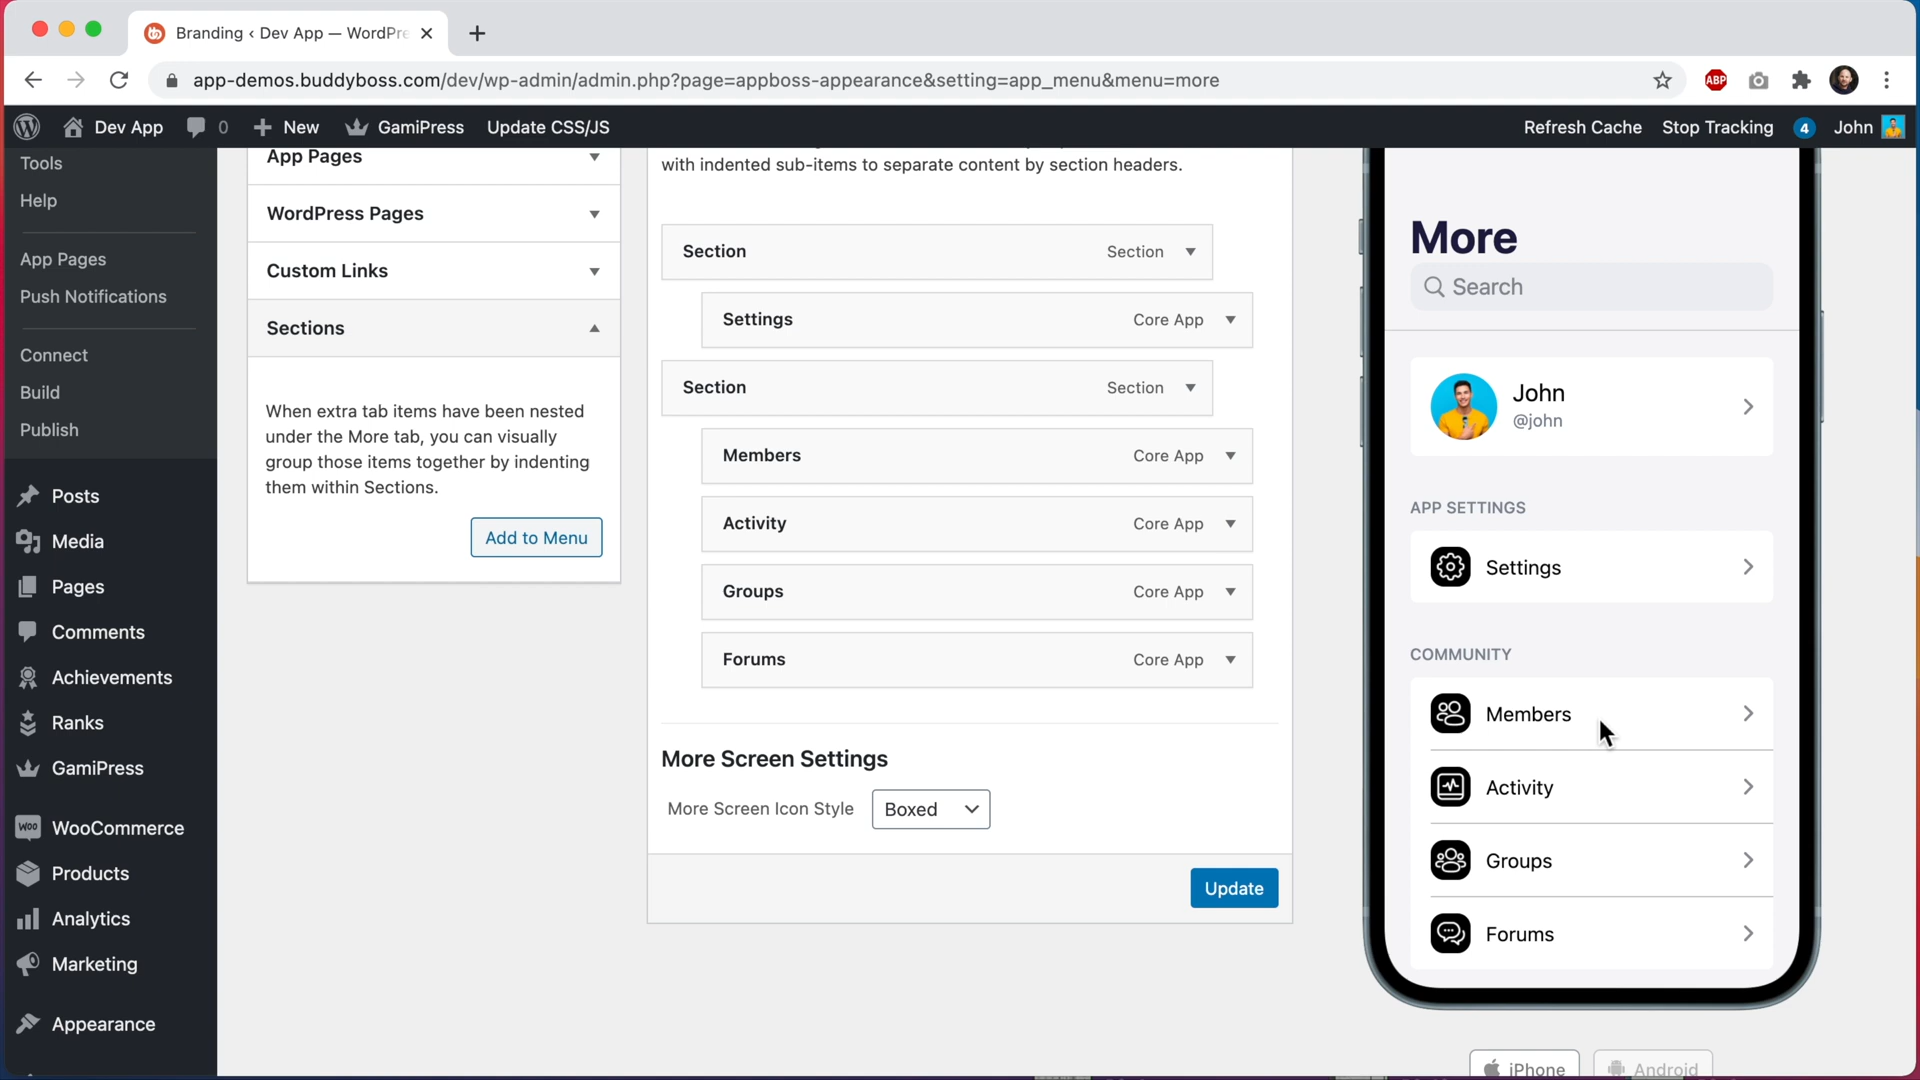 Branding ‹ Dev App — WordPre
app-demos.buddyboss.com/dev/wp-admin/admin.php?page=appboss-appearance&setting=app_menu&menu=more
ABP
Dev App
0
New
GamiPress
Update CSS/JS
Refresh Cache
Stop Tracking
4
John
Tools
Help
App Pages
Push Notifications
Connect
Build
Publish
Posts
Media
Pages
Comments
Achievements
Ranks
GamiPress
WooCommerce
Products
Analytics
Marketing
Appearance
App Pages
WordPress Pages
Custom Links
Sections
When extra tab items have been nested
under the More tab, you can visually
group those items together by indenting
them within Sections.
Add to Menu
with indented sub-items to separate content by section headers.
Section Section
Settings Core App
Section Section
Members Core App
Activity Core App
Groups Core App
Forums Core App
More Screen Settings
More Screen Icon Style Boxed
Update
More
Search
John
@john
APP SETTINGS
Settings
COMMUNITY
Members
Activity
Groups
Forums
iPhone
Android